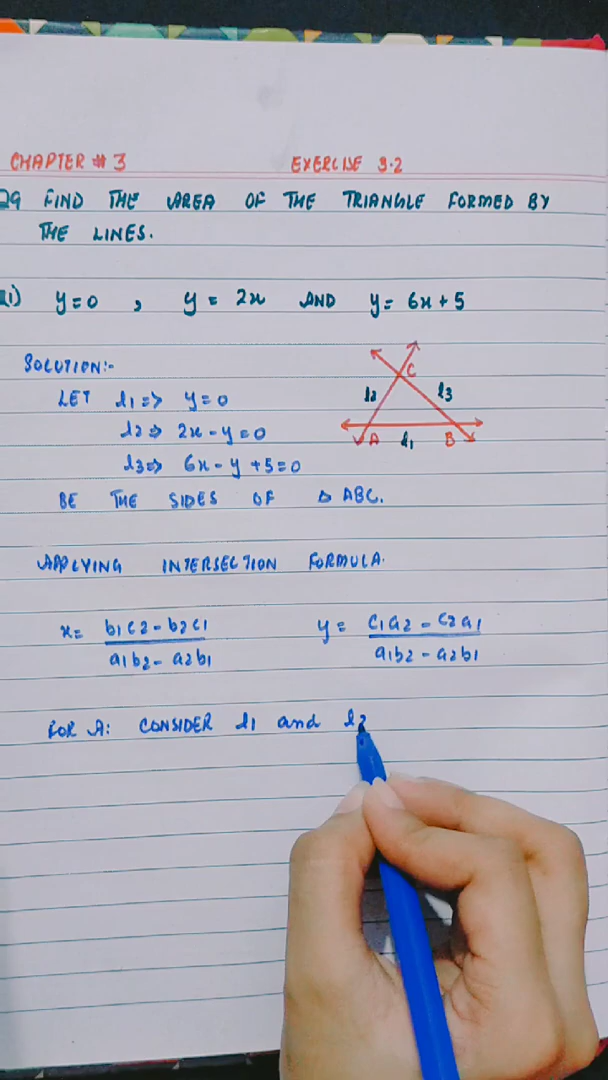 CHAPTER # 3 EXERCISE 3.2
Q9 FIND THE AREA OF THE TRIANGLE FORMED BY
THE LINES.
i) y=0 , y = 2x AND y= 6x+5
SOLUTION:-
LET l1 => y=0
l2 => 2x-y=0
l3 => 6x-y+5=0
BE THE SIDES OF △ ABC.
C
l2 l3
A l1 B
APPLYING INTERSECTION FORMULA.
x= b1c2-b2c1 / a1b2-a2b1 y= c1a2-c2a1 / a1b2-a2b1
FOR A: CONSIDER l1 and l2